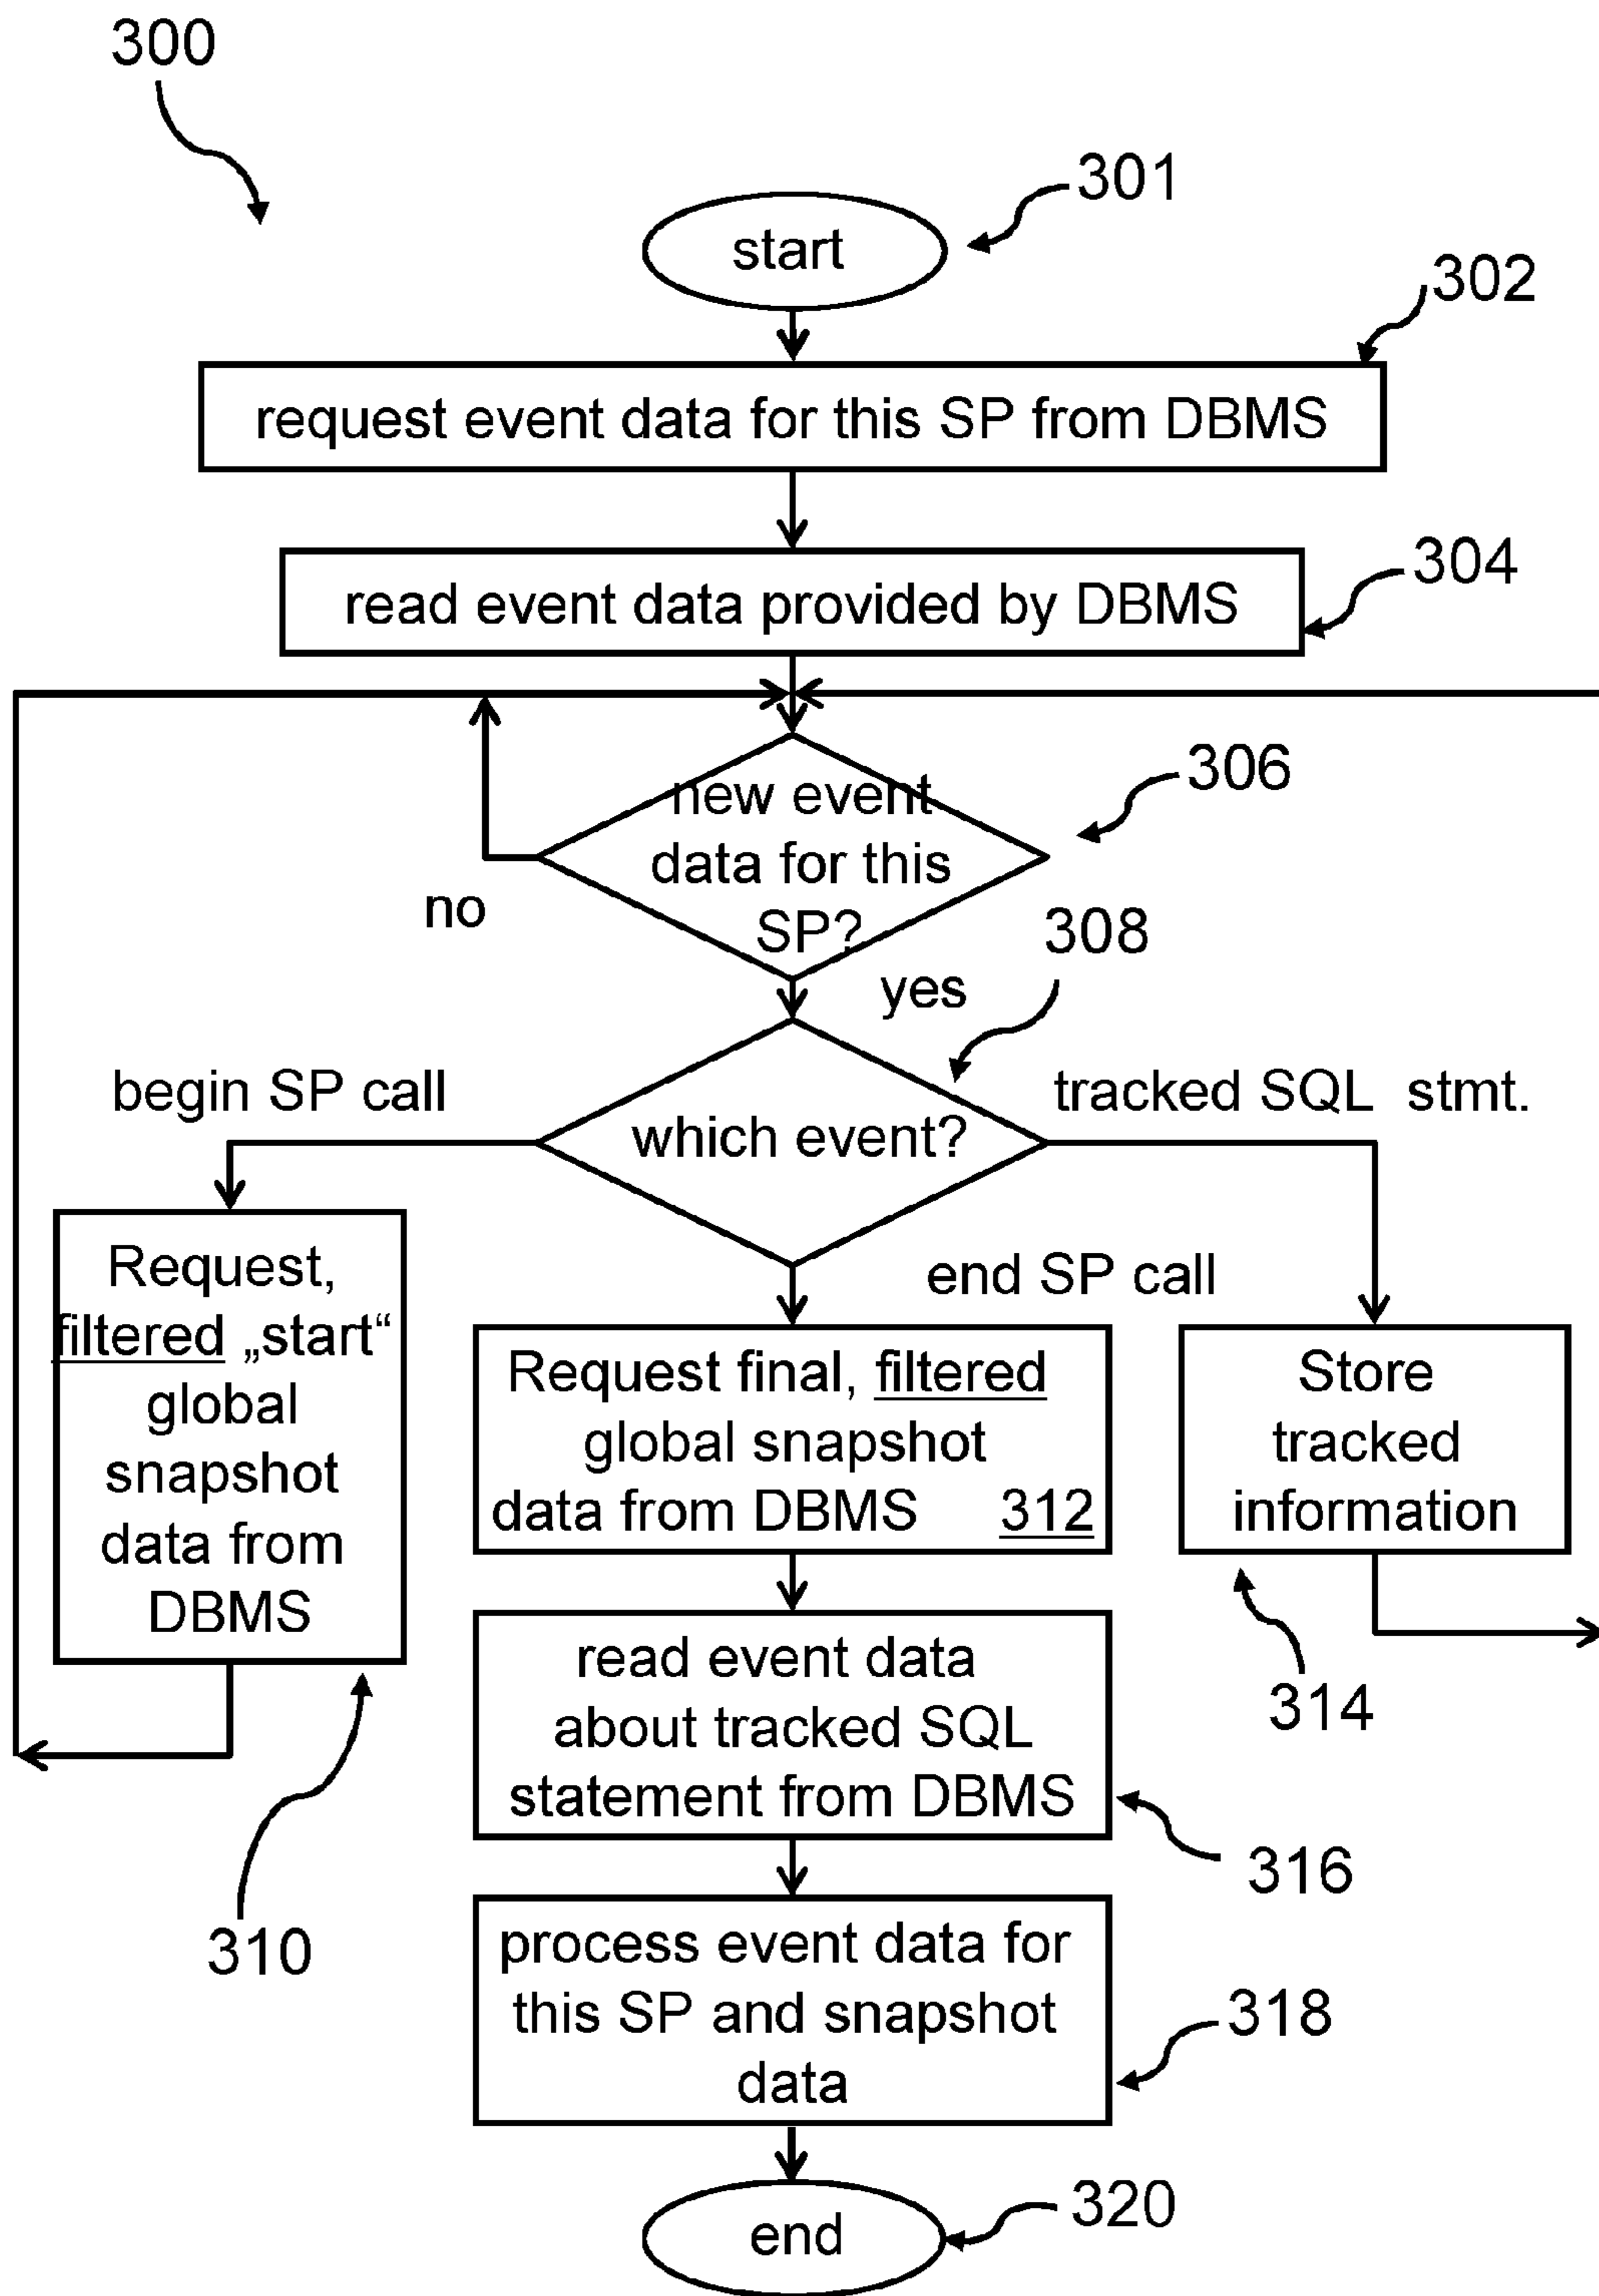 300
301
start
302
request event data for this SP from DBMS
304
read event data provided by DBMS
306
new event
data for this
SP?
no
308
yes
begin SP call
tracked SQL stmt.
which event?
end SP call
Request,
filtered „start“
global
snapshot
data from
DBMS
310
Request final, filtered
global snapshot
data from DBMS 312
Store
tracked
information
314
read event data
about tracked SQL
statement from DBMS
316
process event data for
this SP and snapshot
data
318
320
end